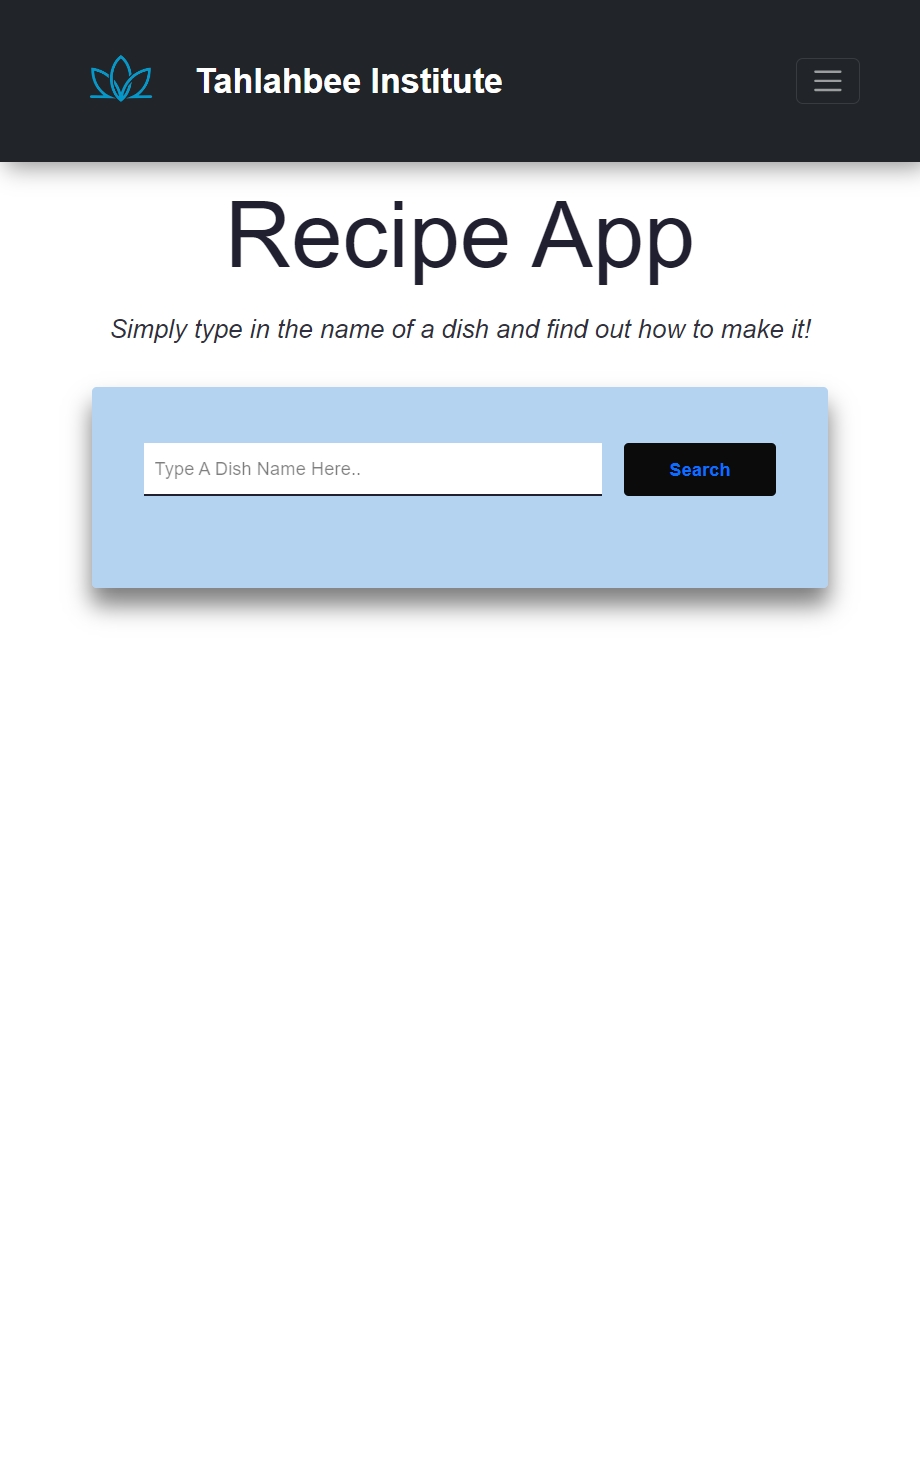 Tahlahbee Institute
Recipe App
Simply type in the name of a dish and find out how to make it!
Type A Dish Name Here..
Search